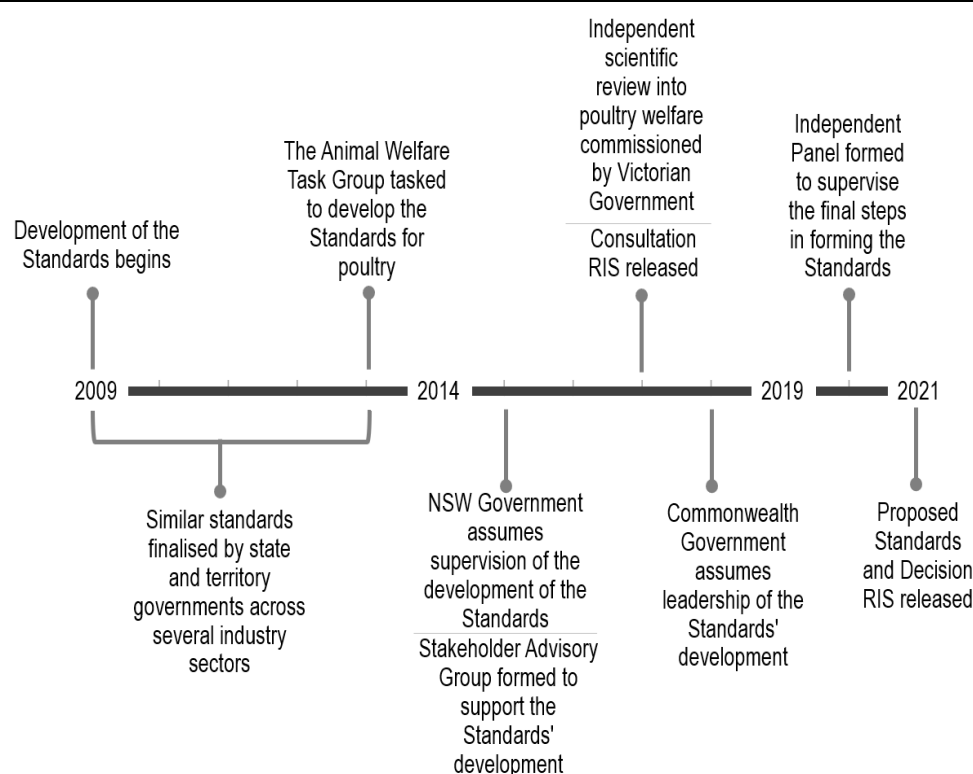 Development of the
Standards begins
The Animal Welfare
Task Group tasked
to develop the
Standards for
poultry
Independent
scientific
review into
poultry welfare
commissioned
by Victorian
Government
Consultation
RIS released
Independent
Panel formed
to supervise
the final steps
in forming the
Standards
2009
2014
2019
2021
Similar standards
finalised by state
and territory
governments across
several industry
sectors
NSW Government
assumes
supervision of the
development of the
Standards
Stakeholder Advisory
Group formed to
support the
Standards'
development
Commonwealth
Government
assumes
leadership of the
Standards'
development
Proposed
Standards
and Decision
RIS released